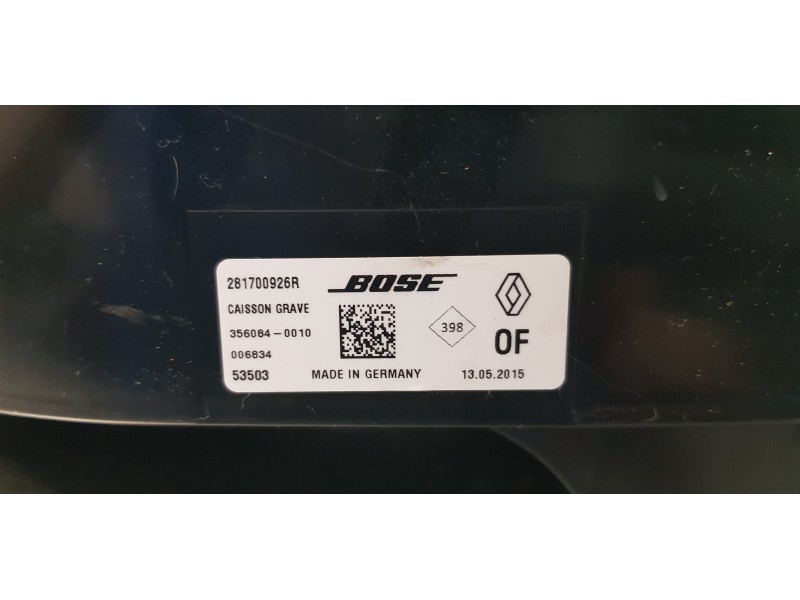 281700926R BOSE
CAISSON GRAVE
356084-0010 398
006834 OF
53503 MADE IN GERMANY 13.05.2015